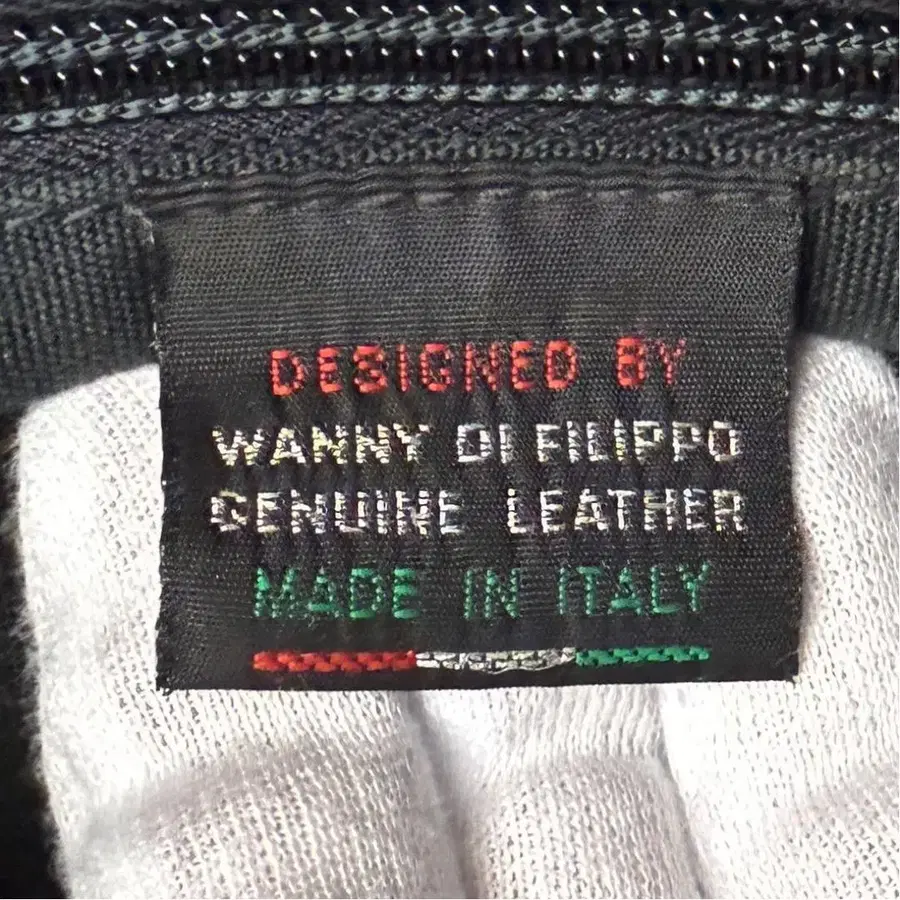 DESIGNED BY
WANNY DI FILIPPO
GENUINE LEATHER
MADE IN ITALY